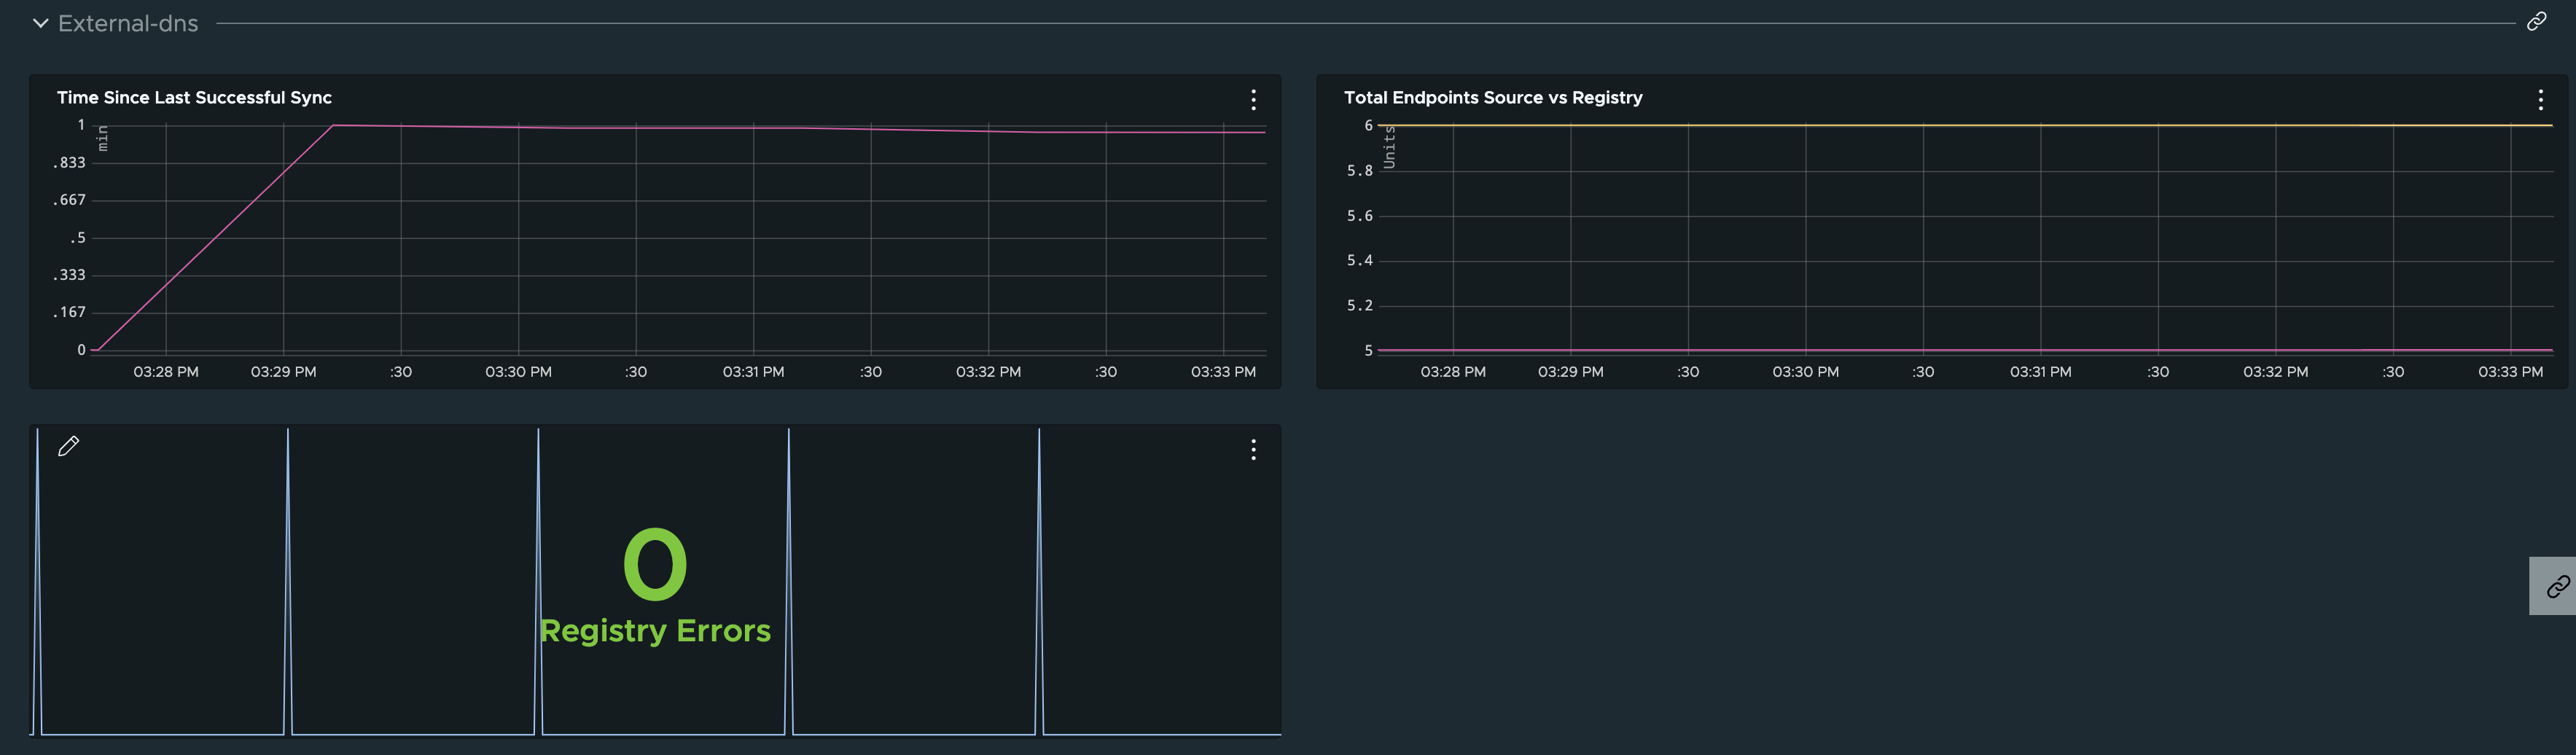 External-dns
Time Since Last Successful Sync
min
1
.833
.667
.5
.333
.167
0
03:28 PM 03:29 PM :30 03:30 PM :30 03:31 PM :30 03:32 PM :30 03:33 PM
Total Endpoints Source vs Registry
Units
6
5.8
5.6
5.4
5.2
5
03:28 PM 03:29 PM :30 03:30 PM :30 03:31 PM :30 03:32 PM :30 03:33 PM
0
Registry Errors